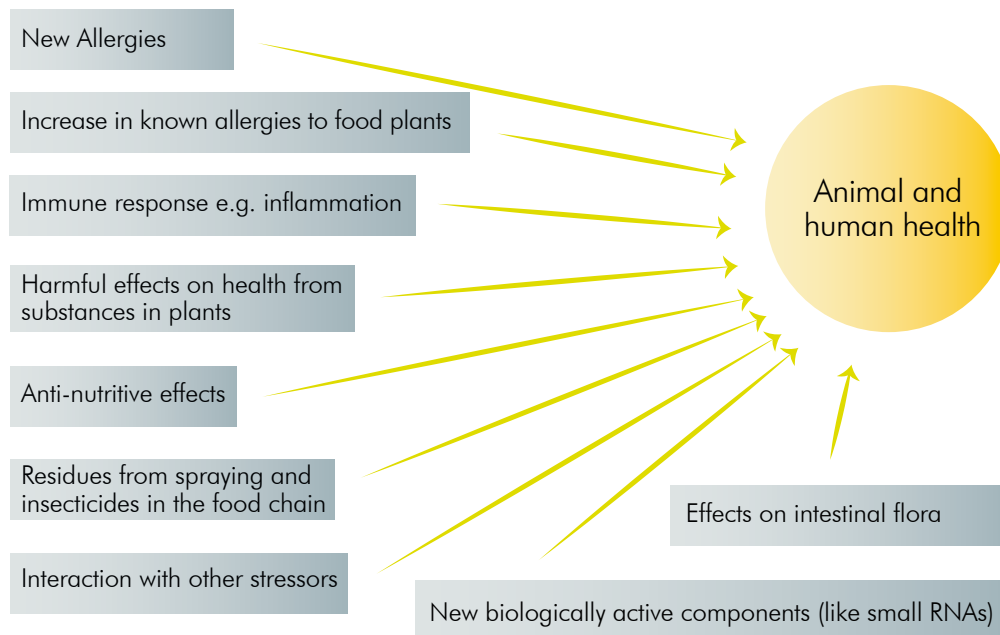 New Allergies
Increase in known allergies to food plants
Immune response e.g. inflammation
Harmful effects on health from
substances in plants
Anti-nutritive effects
Residues from spraying and
insecticides in the food chain
Interaction with other stressors
Animal and
human health
Effects on intestinal flora
New biologically active components (like small RNAs)